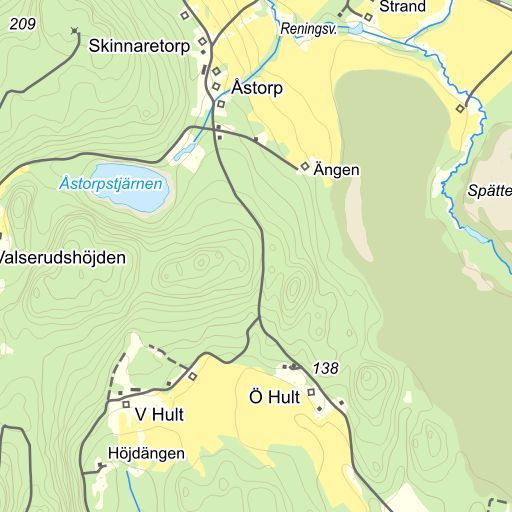 Strand
209
Reningsv.
Skinnaretorp
Åstorp
Ängen
Åstorpstjärnen
Spätte
Valserudshöjden
138
Ö Hult
V Hult
Höjdängen